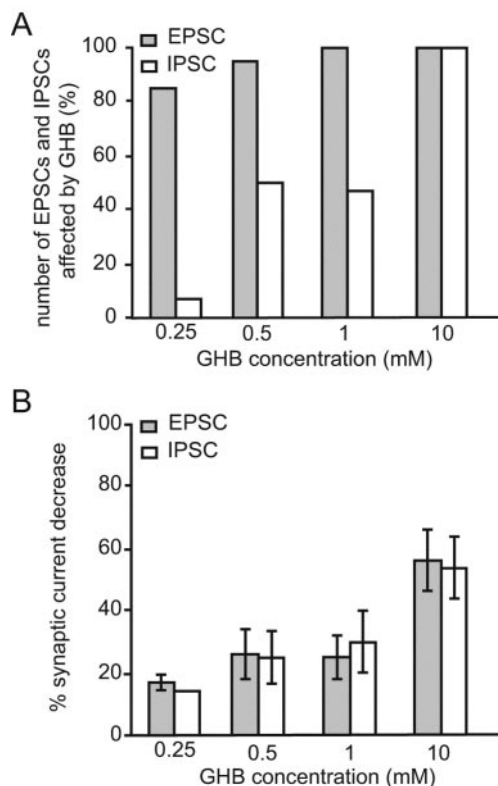 A
EPSC
IPSC
number of EPSCs and IPSCs
affected by GHB (%)
100
80
60
40
20
0
0.25 0.5 1 10
GHB concentration (mM)
B
EPSC
IPSC
% synaptic current decrease
100
80
60
40
20
0
0.25 0.5 1 10
GHB concentration (mM)